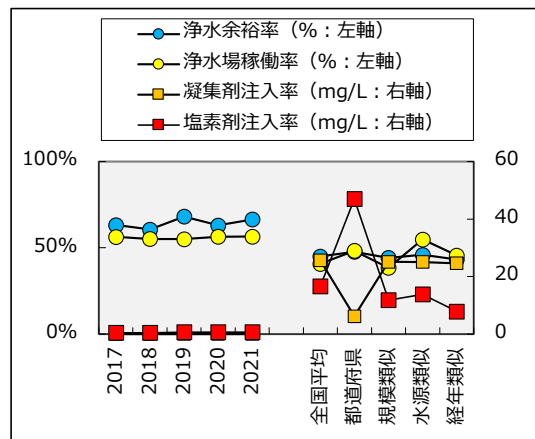 浄水余裕率（%：左軸）
浄水場稼働率（%：左軸）
凝集剤注入率（mg/L：右軸）
塩素剤注入率（mg/L：右軸）
100%
60
40
50%
20
0%
0
2017
2018
2019
2020
2021
全国平均
都道府県
規模類似
水源類似
経年類似